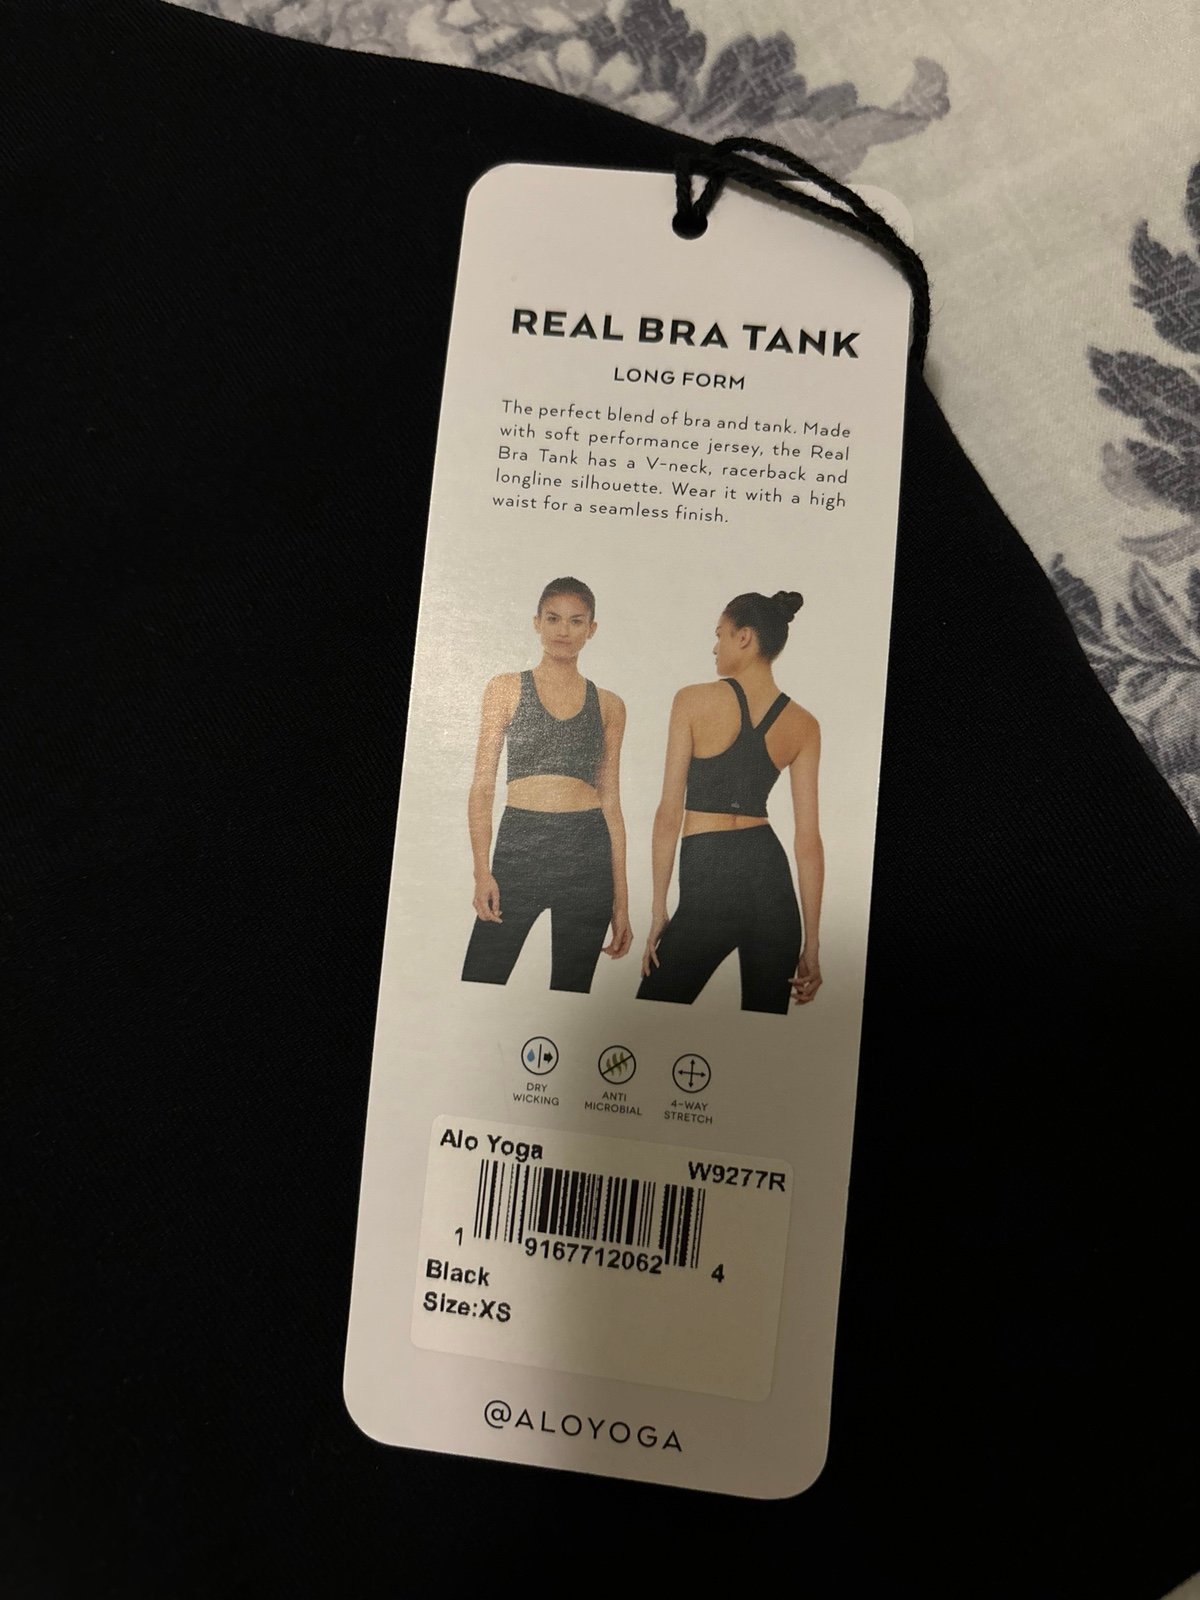 REAL BRA TANK
LONG FORM
The perfect blend of bra and tank. Made
with soft performance jersey, the Real
Bra Tank has a V-neck, racerback and
longline silhouette. Wear it with a high
waist for a seamless finish.
DRY
WICKING
ANTI
MICROBIAL
4-WAY
STRETCH
Alo Yoga
W9277R
1 9167712062 4
Black
Size:XS
@ALOYOGA